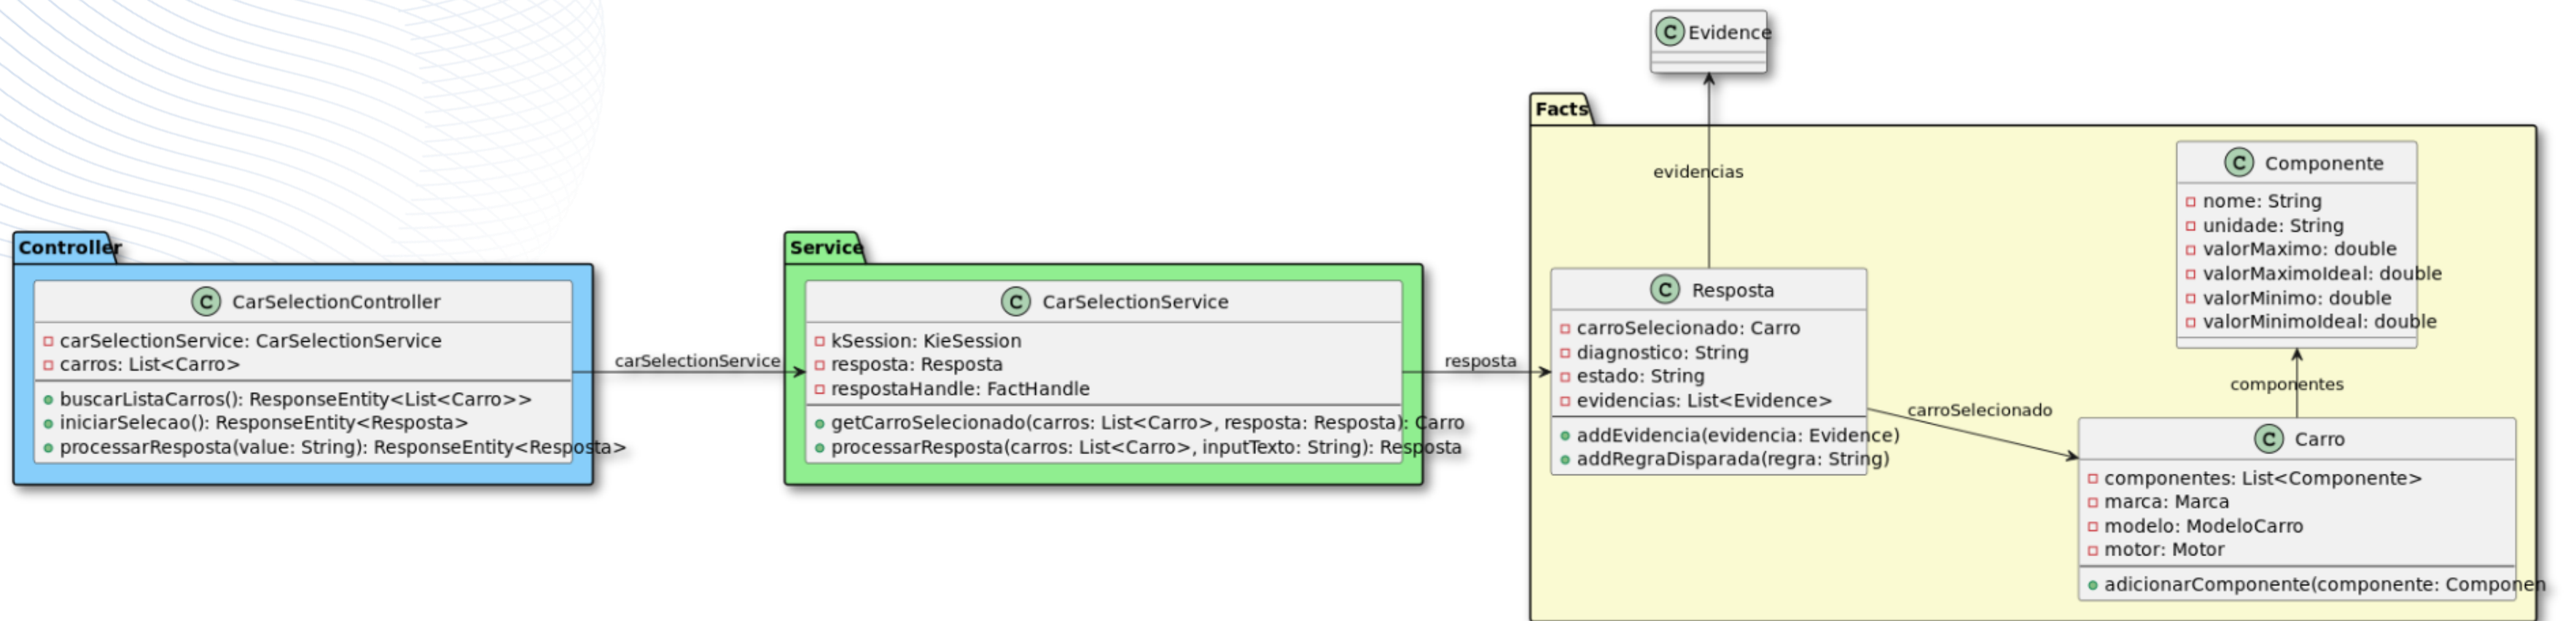 Controller
C CarSelectionController
carSelectionService: CarSelectionService
carros: List<Carro>
buscarListaCarros(): ResponseEntity<List<Carro>>
iniciarSelecao(): ResponseEntity<Resposta>
processarResposta(value: String): ResponseEntity<Resposta>
carSelectionService
Service
C CarSelectionService
kSession: KieSession
resposta: Resposta
respostaHandle: FactHandle
getCarroSelecionado(carros: List<Carro>, resposta: Resposta): Carro
processarResposta(carros: List<Carro>, inputTexto: String): Resposta
resposta
C Evidence
Facts
evidencias
C Resposta
carroSelecionado: Carro
diagnostico: String
estado: String
evidencias: List<Evidence>
addEvidencia(evidencia: Evidence)
addRegraDisparada(regra: String)
carroSelecionado
C Componente
nome: String
unidade: String
valorMaximo: double
valorMaximoIdeal: double
valorMinimo: double
valorMinimoIdeal: double
componentes
C Carro
componentes: List<Componente>
marca: Marca
modelo: ModeloCarro
motor: Motor
adicionarComponente(componente: Componen